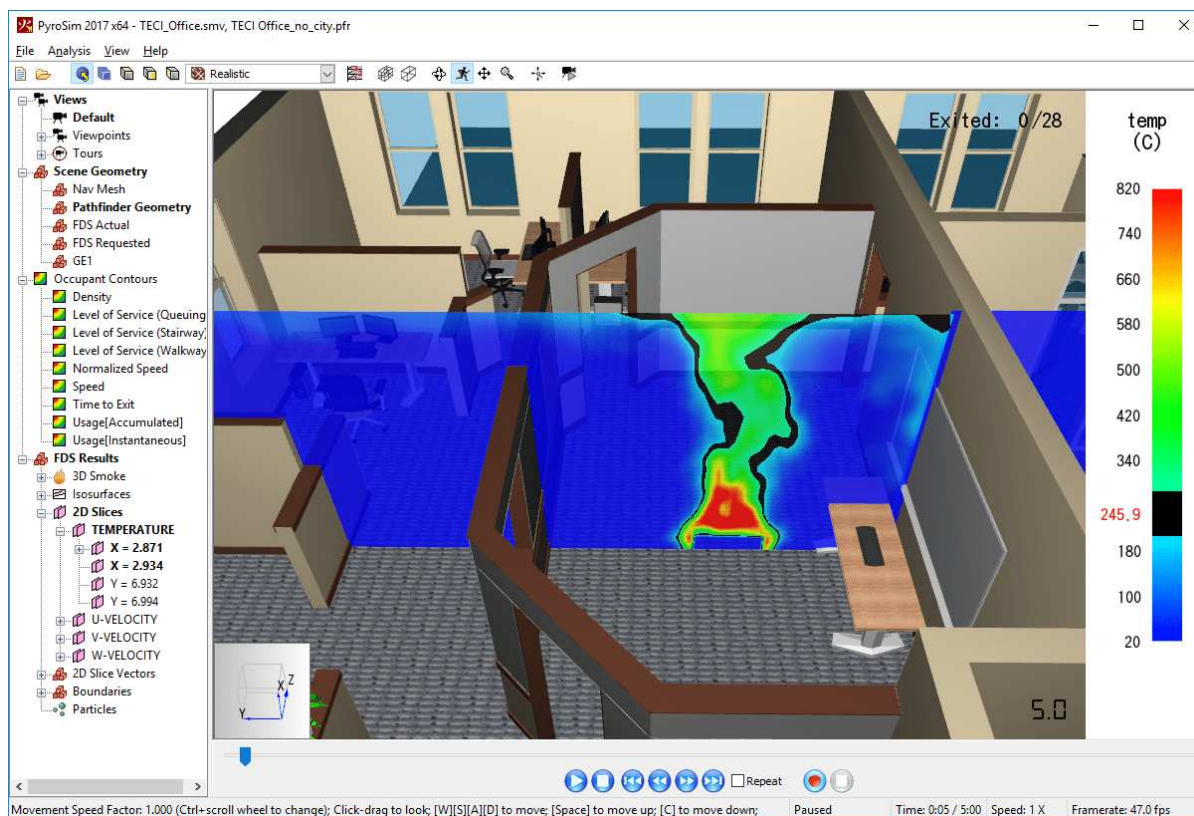 PyroSim 2017 x64 - TECI_Office.smv, TECI Office_no_city.pfr
File Analysis View Help
Realistic
Views
Default
Viewpoints
Tours
Scene Geometry
Nav Mesh
Pathfinder Geometry
FDS Actual
FDS Requested
GE1
Occupant Contours
Density
Level of Service (Queuing
Level of Service (Stairway)
Level of Service (Walkway
Normalized Speed
Speed
Time to Exit
Usage[Accumulated]
Usage[Instantaneous]
FDS Results
3D Smoke
Isosurfaces
2D Slices
TEMPERATURE
X = 2.871
X = 2.934
Y = 6.932
Y = 6.994
U-VELOCITY
V-VELOCITY
W-VELOCITY
2D Slice Vectors
Boundaries
Particles
Exited: 0/28
temp
(C)
820
740
660
580
500
420
340
245.9
180
100
20
X Z
Y
5.0
Repeat
Movement Speed Factor: 1.000 (Ctrl+scroll wheel to change); Click-drag to look; [W][S][A][D] to move; [Space] to move up; [C] to move down; Paused Time: 0:05 / 5:00 Speed: 1 X Framerate: 47.0 fps